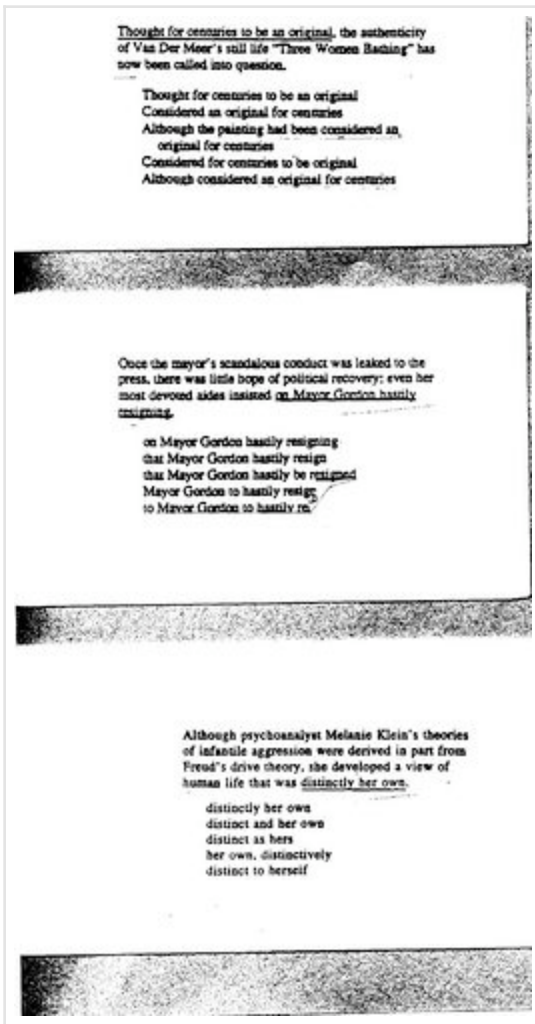 Thought for centuries to be an original, the authenticity
of Van Der Meer's still life "Three Women Bathing" has
now been called into question.
Thought for centuries to be an original
Considered an original for centuries
Although the painting had been considered an
original for centuries
Considered for centuries to be original
Although considered an original for centuries
Once the mayor's scandalous conduct was leaked to the
press, there was little hope of political recovery; even her
most devoted aides insisted on Mayor Gordon hastily
resigning.
on Mayor Gordon hastily resigning
that Mayor Gordon hastily resign
that Mayor Gordon hastily be resigned
Mayor Gordon to hastily resign
to Mayor Gordon to hastily re
Although psychoanalyst Melanie Klein's theories
of infantile aggression were derived in part from
Freud's drive theory, she developed a view of
human life that was distinctly her own.
distinctly her own
distinct and her own
distinct as hers
her own, distinctively
distinct to herself